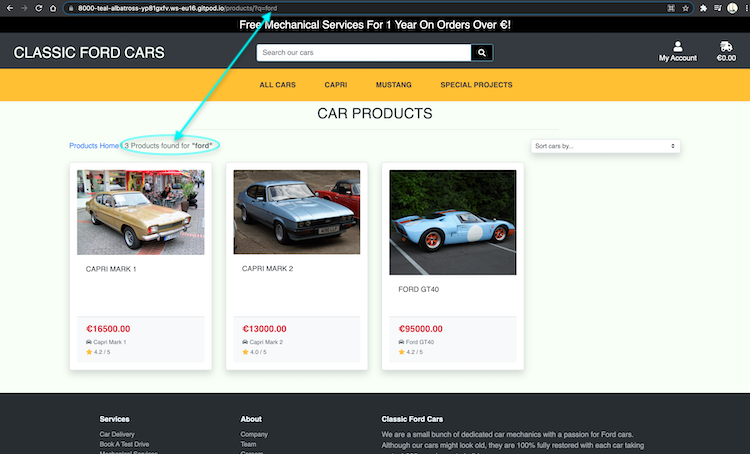 8000-teal-albatross-yp81gxfv.ws-eu16.gitpod.io/products/?q=ford
Free Mechanical Services For 1 Year On Orders Over €!
CLASSIC FORD CARS
Search our cars
My Account
€0.00
ALL CARS CAPRI MUSTANG SPECIAL PROJECTS
CAR PRODUCTS
Products Home | 3 Products found for "ford"
Sort cars by...
CAPRI MARK 1
€16500.00
Capri Mark 1
4.2 / 5
CAPRI MARK 2
€13000.00
Capri Mark 2
4.0 / 5
FORD GT40
€95000.00
Ford GT40
4.2 / 5
Services
Car Delivery
Book A Test Drive
Mechanical Services
About
Company
Team
Careers
Classic Ford Cars
We are a small bunch of dedicated car mechanics with a passion for Ford cars.
Although our cars might look old, they are 100% fully restored with each car taking